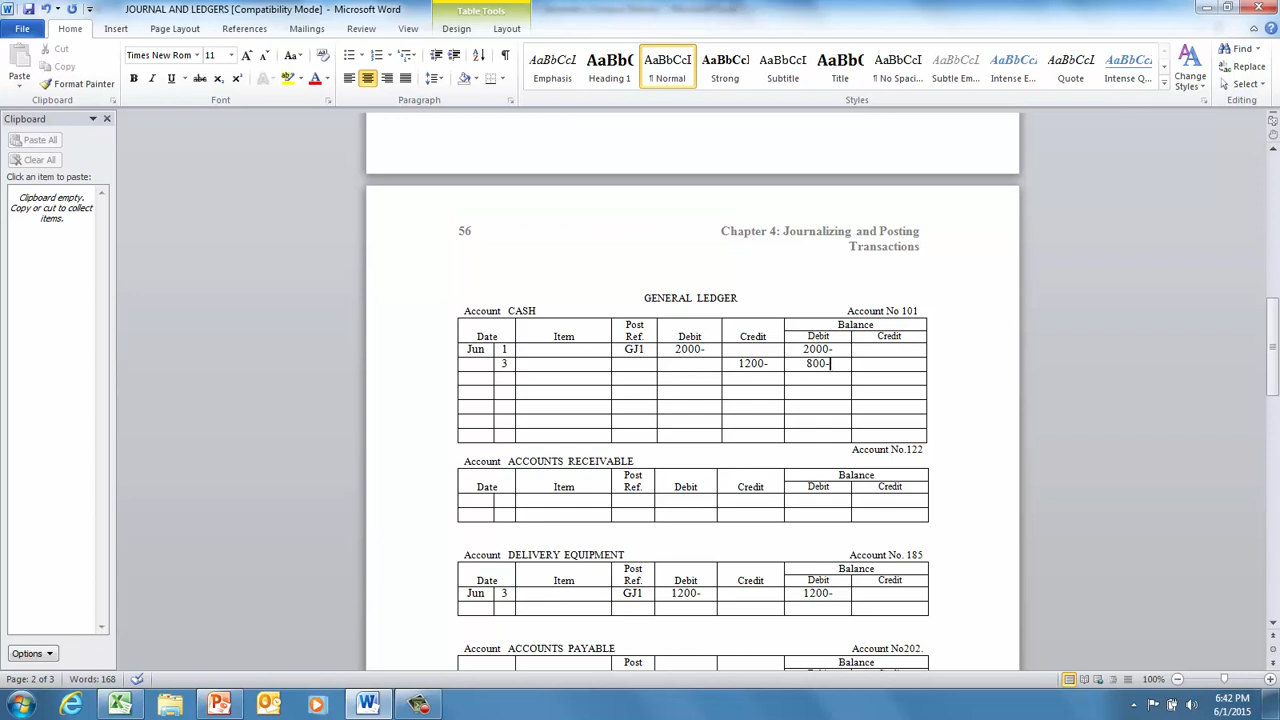 JOURNAL AND LEDGERS [Compatibility Mode] - Microsoft Word
Table Tools
File Home Insert Page Layout References Mailings Review View Design Layout
Paste
Cut
Copy
Format Painter
Clipboard
Times New Rom 11
Font
Paragraph
AaBbCcI Emphasis
AaBbC Heading 1
AaBbCcI ¶ Normal
AaBbCcI Strong
AaBbCcI Subtitle
AaBbC Title
AaBbCcI ¶ No Spaci...
AaBbCcI Subtle Em...
AaBbCcI Intense E...
AaBbCcI Quote
AaBbCcI Intense Q...
Change Styles
Styles
Find
Replace
Select
Editing
Clipboard
Paste All
Clear All
Click an item to paste:
Clipboard empty.
Copy or cut to collect
items.
Options
56 Chapter 4: Journalizing and Posting
Transactions
GENERAL LEDGER
Account CASH Account No 101
Date Item Post Ref. Debit Credit Balance
Debit Credit
Jun 1 GJ1 2000- 2000-
3 1200- 800-
Account No.122
Account ACCOUNTS RECEIVABLE
Date Item Post Ref. Debit Credit Balance
Debit Credit
Account DELIVERY EQUIPMENT Account No. 185
Date Item Post Ref. Debit Credit Balance
Debit Credit
Jun 3 GJ1 1200- 1200-
Account ACCOUNTS PAYABLE Account No202.
Post Balance
Page: 2 of 3 Words: 168 100%
6:42 PM
6/1/2015